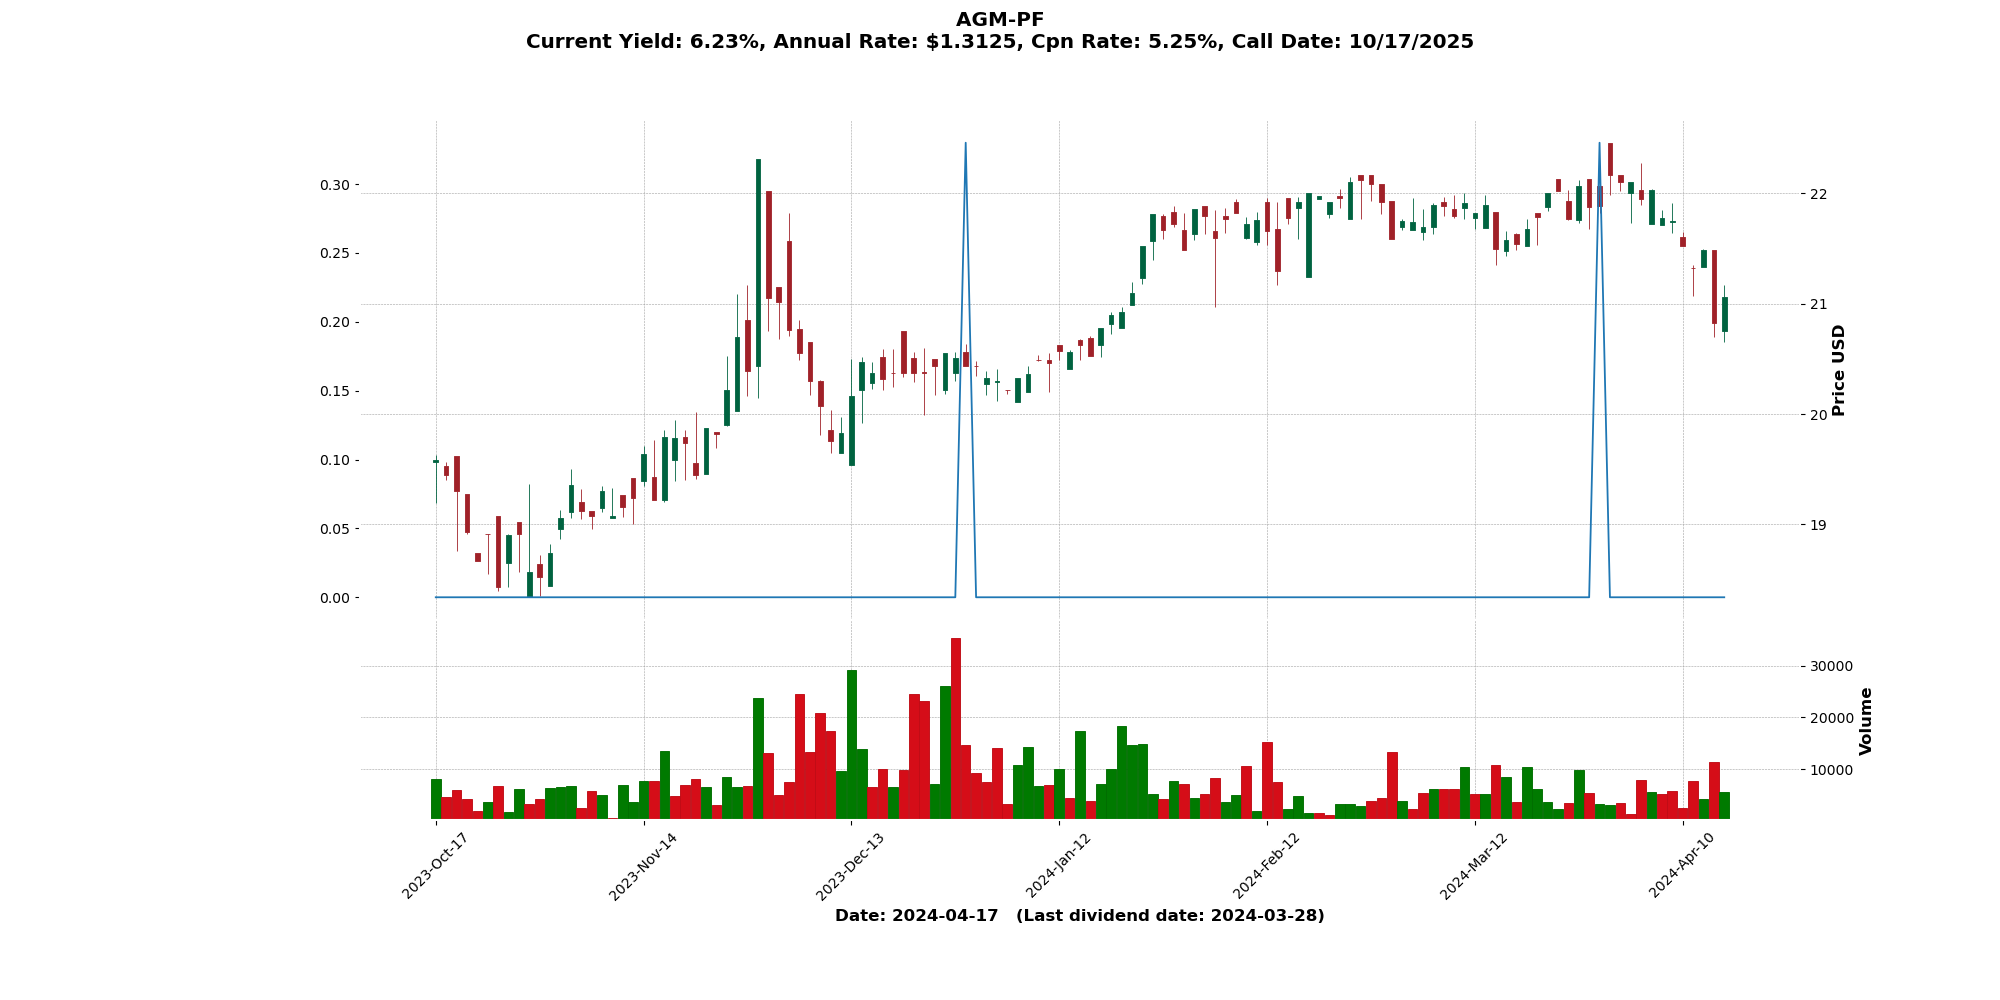 AGM-PF
Current Yield: 6.23%, Annual Rate: $1.3125, Cpn Rate: 5.25%, Call Date: 10/17/2025
0.30
0.25
0.20
0.15
0.10
0.05
0.00
22
21
20
19
Price USD
30000
20000
10000
Volume
2023-Oct-17
2023-Nov-14
2023-Dec-13
2024-Jan-12
2024-Feb-12
2024-Mar-12
2024-Apr-10
Date: 2024-04-17   (Last dividend date: 2024-03-28)